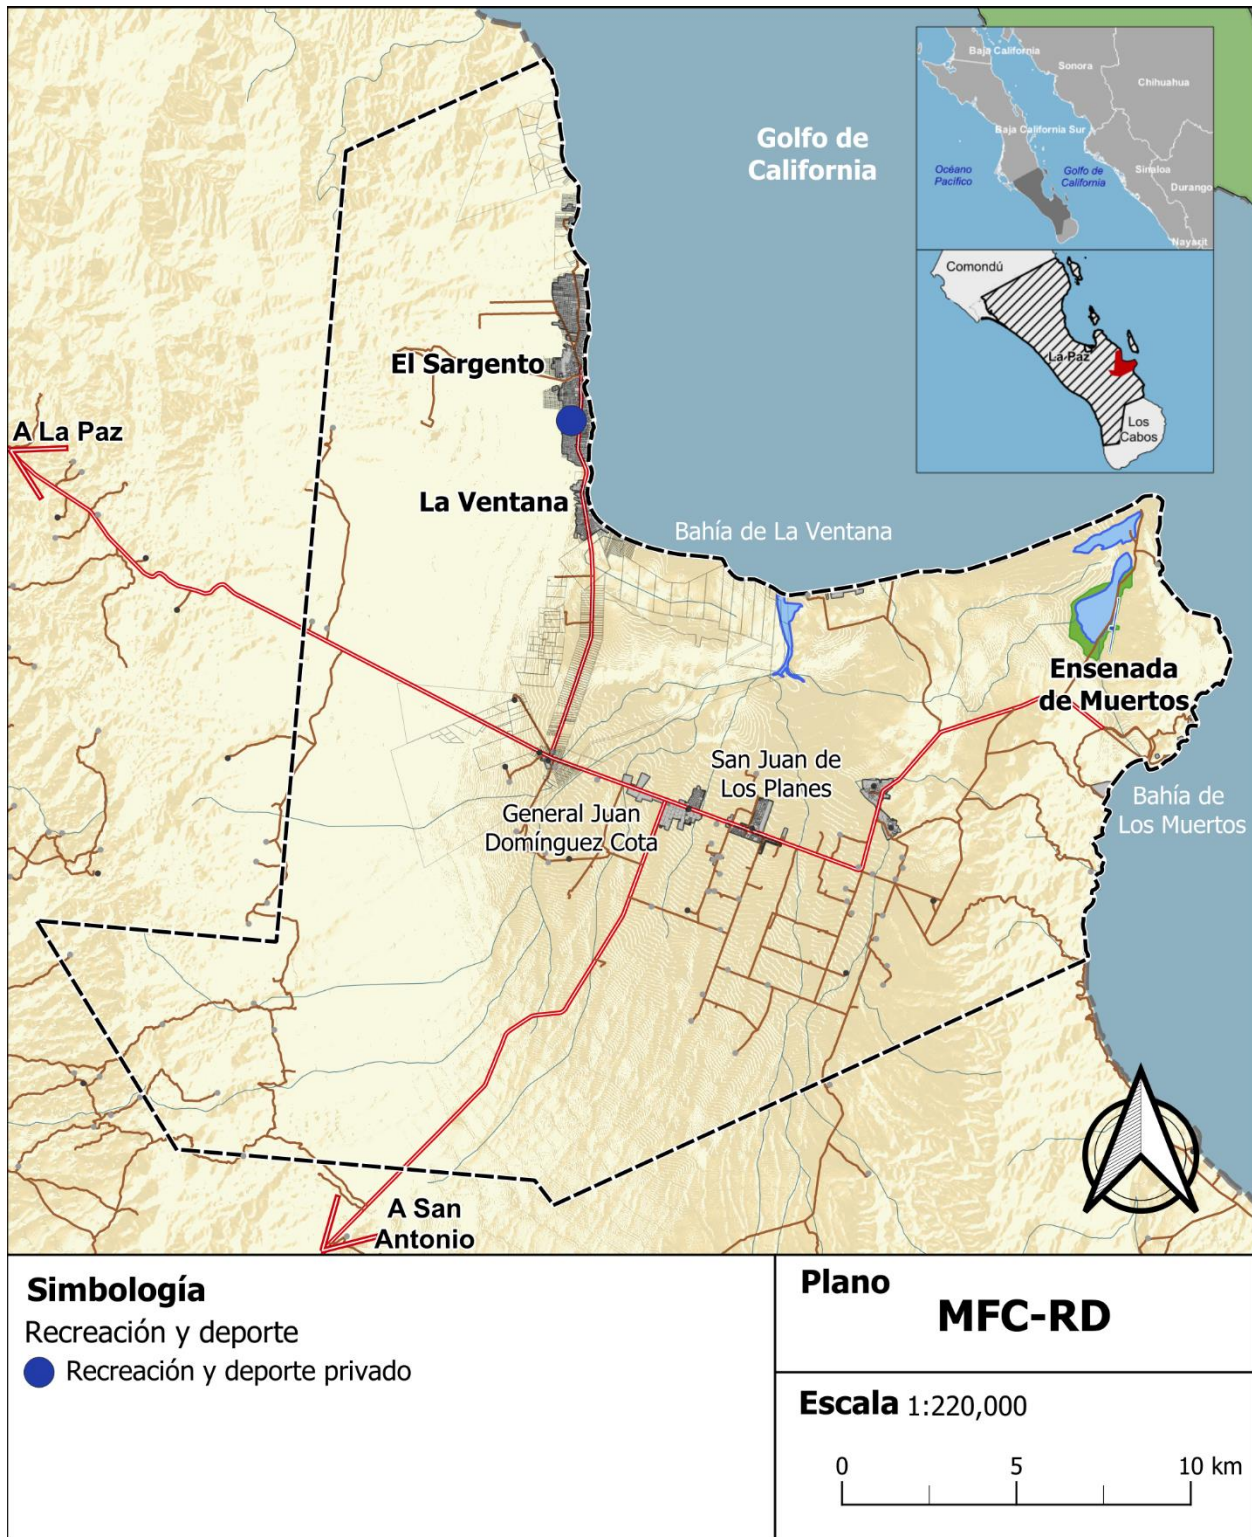 Golfo de
California
Baja California
Sonora
Chihuahua
Baja California Sur
Océano
Pacífico
Golfo de
California
Sinaloa
Durango
Nayarit
Comondú
La Paz
Los
Cabos
El Sargento
A La Paz
La Ventana
Bahía de La Ventana
Ensenada
de Muertos
San Juan de
Los Planes
General Juan
Domínguez Cota
Bahía de
Los Muertos
A San
Antonio
Simbología
Recreación y deporte
Recreación y deporte privado
Plano
MFC-RD
Escala 1:220,000
0 5 10 km